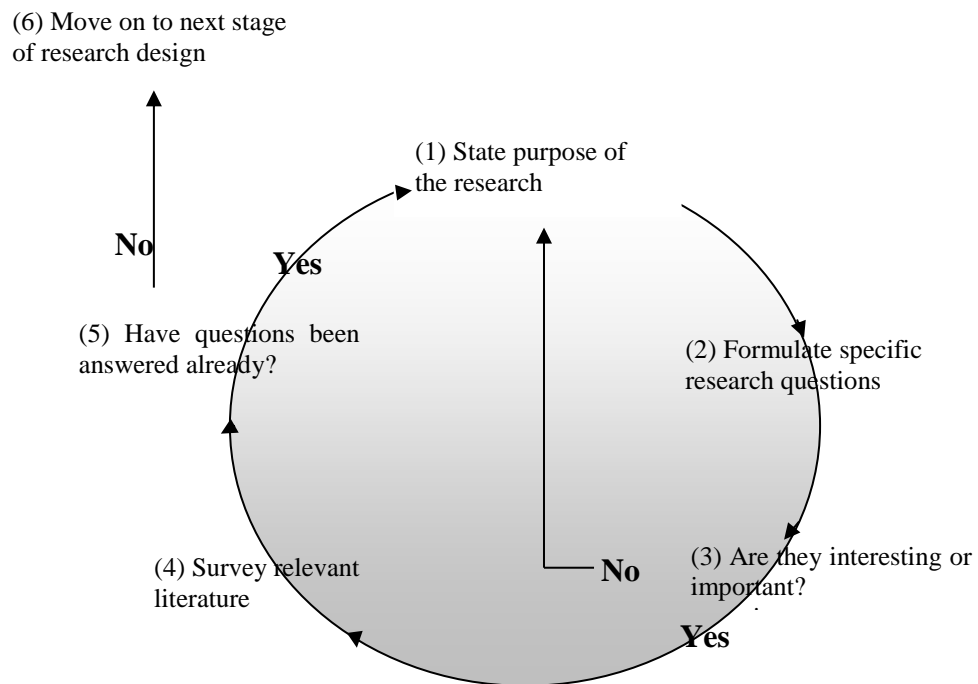 (6) Move on to next stage
of research design
(1) State purpose of
the research
No
Yes
(5) Have questions been
answered already?
(2) Formulate specific
research questions
(4) Survey relevant
literature
No
(3) Are they interesting or
important?
Yes